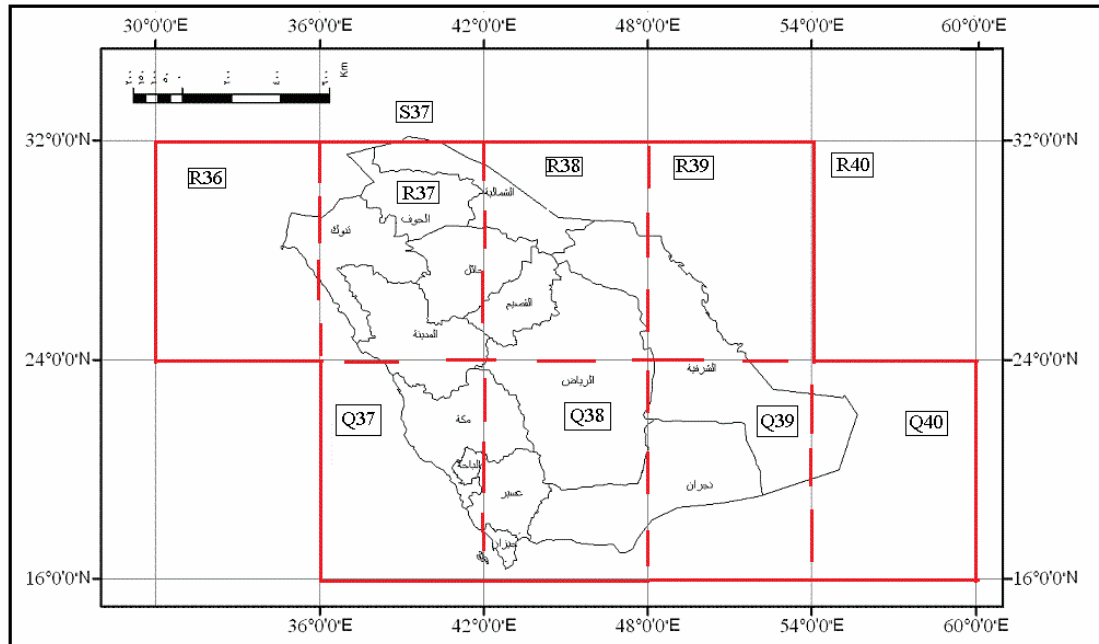 30°0'0"E 36°0'0"E 42°0'0"E 48°0'0"E 54°0'0"E 60°0'0"E
Km
S37
32°0'0"N 32°0'0"N
R36 R37 R38 R39 R40
الشمالية
الجوف
تبوك
حائل
القصيم
المدينة
24°0'0"N 24°0'0"N
الشرقية
الرياض
Q37 Q38 Q39 Q40
مكة
الباحة
عسير
نجران
جيزان
16°0'0"N 16°0'0"N
36°0'0"E 42°0'0"E 48°0'0"E 54°0'0"E 60°0'0"E